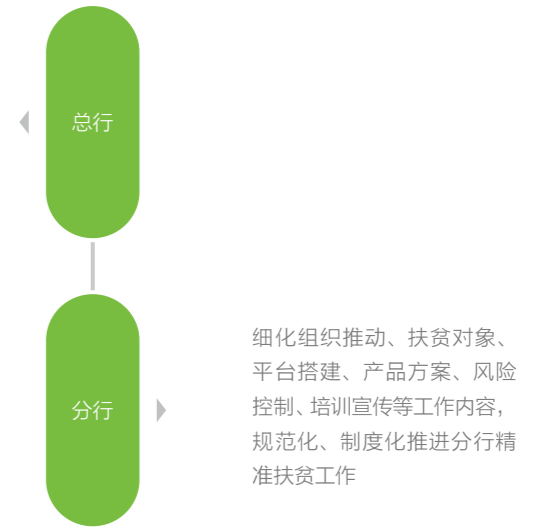 总行
分行
细化组织推动、扶贫对象、
平台搭建、产品方案、风险
控制、培训宣传等工作内容，
规范化、制度化推进分行精
准扶贫工作